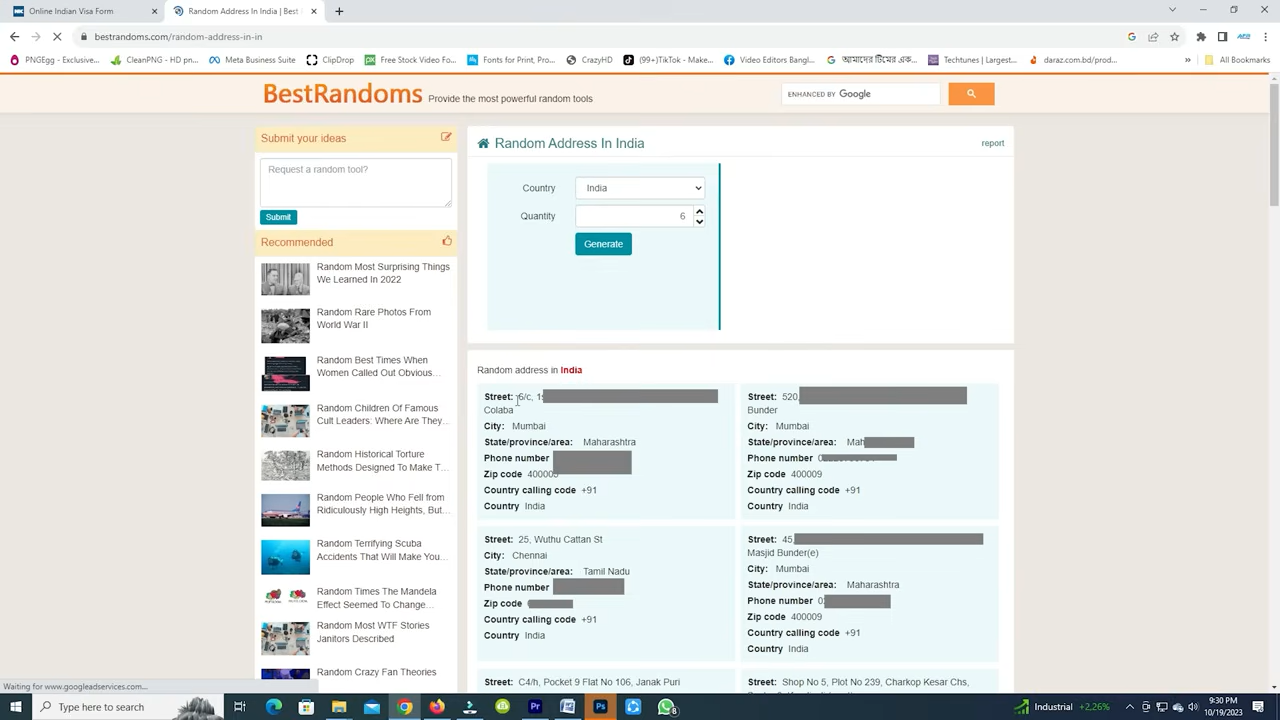 Online Indian Visa Form
Random Address In India | Best
bestrandoms.com/random-address-in-in
PNGEgg - Exclusive... CleanPNG - HD pn... Meta Business Suite ClipDrop Free Stock Video Fo... Fonts for Print, Pro... CrazyHD (99+)TikTok - Make... Video Editors Bangl... আমাদের টিমের এক... Techtunes | Largest... daraz.com.bd/prod... » All Bookmarks
BestRandoms Provide the most powerful random tools
ENHANCED BY Google
Submit your ideas
Request a random tool?
Submit
Recommended
Random Most Surprising Things
We Learned In 2022
Random Rare Photos From
World War II
Random Best Times When
Women Called Out Obvious...
Random Children Of Famous
Cult Leaders: Where Are They...
Random Historical Torture
Methods Designed To Make T...
Random People Who Fell from
Ridiculously High Heights, But...
Random Terrifying Scuba
Accidents That Will Make You...
Random Times The Mandela
Effect Seemed To Change...
Random Most WTF Stories
Janitors Described
Random Crazy Fan Theories
Random Address In India
report
Country India
Quantity 6
Generate
Random address in India
Street: 6/c,
Colaba
City: Mumbai
State/province/area: Maharashtra
Phone number
Zip code 400005
Country calling code +91
Country India
Street: 520,
Bunder
City: Mumbai
State/province/area: Mah
Phone number
Zip code 400009
Country calling code +91
Country India
Street: 25, Wuthu Cattan St
City: Chennai
State/province/area: Tamil Nadu
Phone number
Zip code
Country calling code +91
Country India
Street: 45,
Masjid Bunder(e)
City: Mumbai
State/province/area: Maharashtra
Phone number 0
Zip code 400009
Country calling code +91
Country India
Street: C4/h, Pocket 9 Flat No 106, Janak Puri
Street: Shop No 5, Plot No 239, Charkop Kesar Chs,
Waiting for www.googleadservices.com...
Type here to search
Industrial +2.26%
9:30 PM
10/19/2023